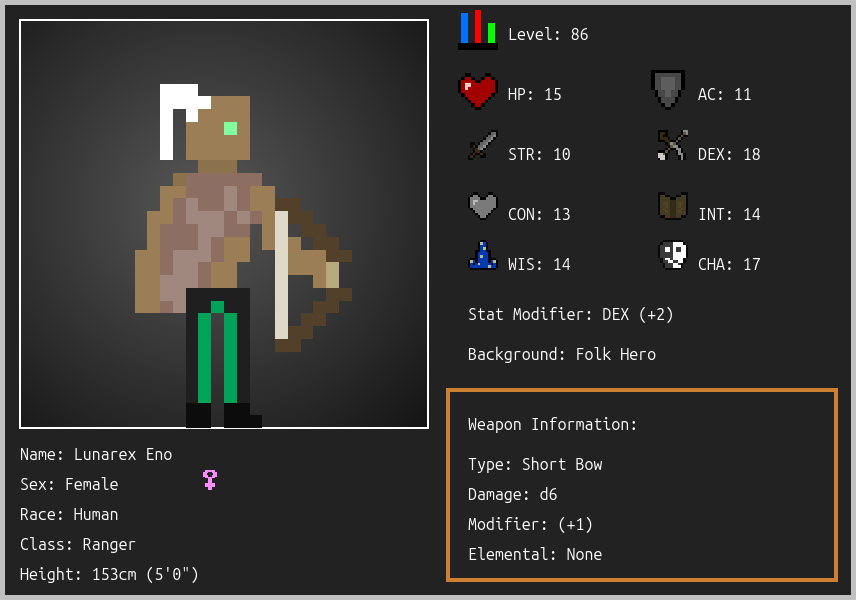 Level: 86
HP: 15
AC: 11
STR: 10
DEX: 18
CON: 13
INT: 14
WIS: 14
CHA: 17
Stat Modifier: DEX (+2)
Background: Folk Hero
Weapon Information:
Type: Short Bow
Damage: d6
Modifier: (+1)
Elemental: None
Name: Lunarex Eno
Sex: Female
Race: Human
Class: Ranger
Height: 153cm (5'0")